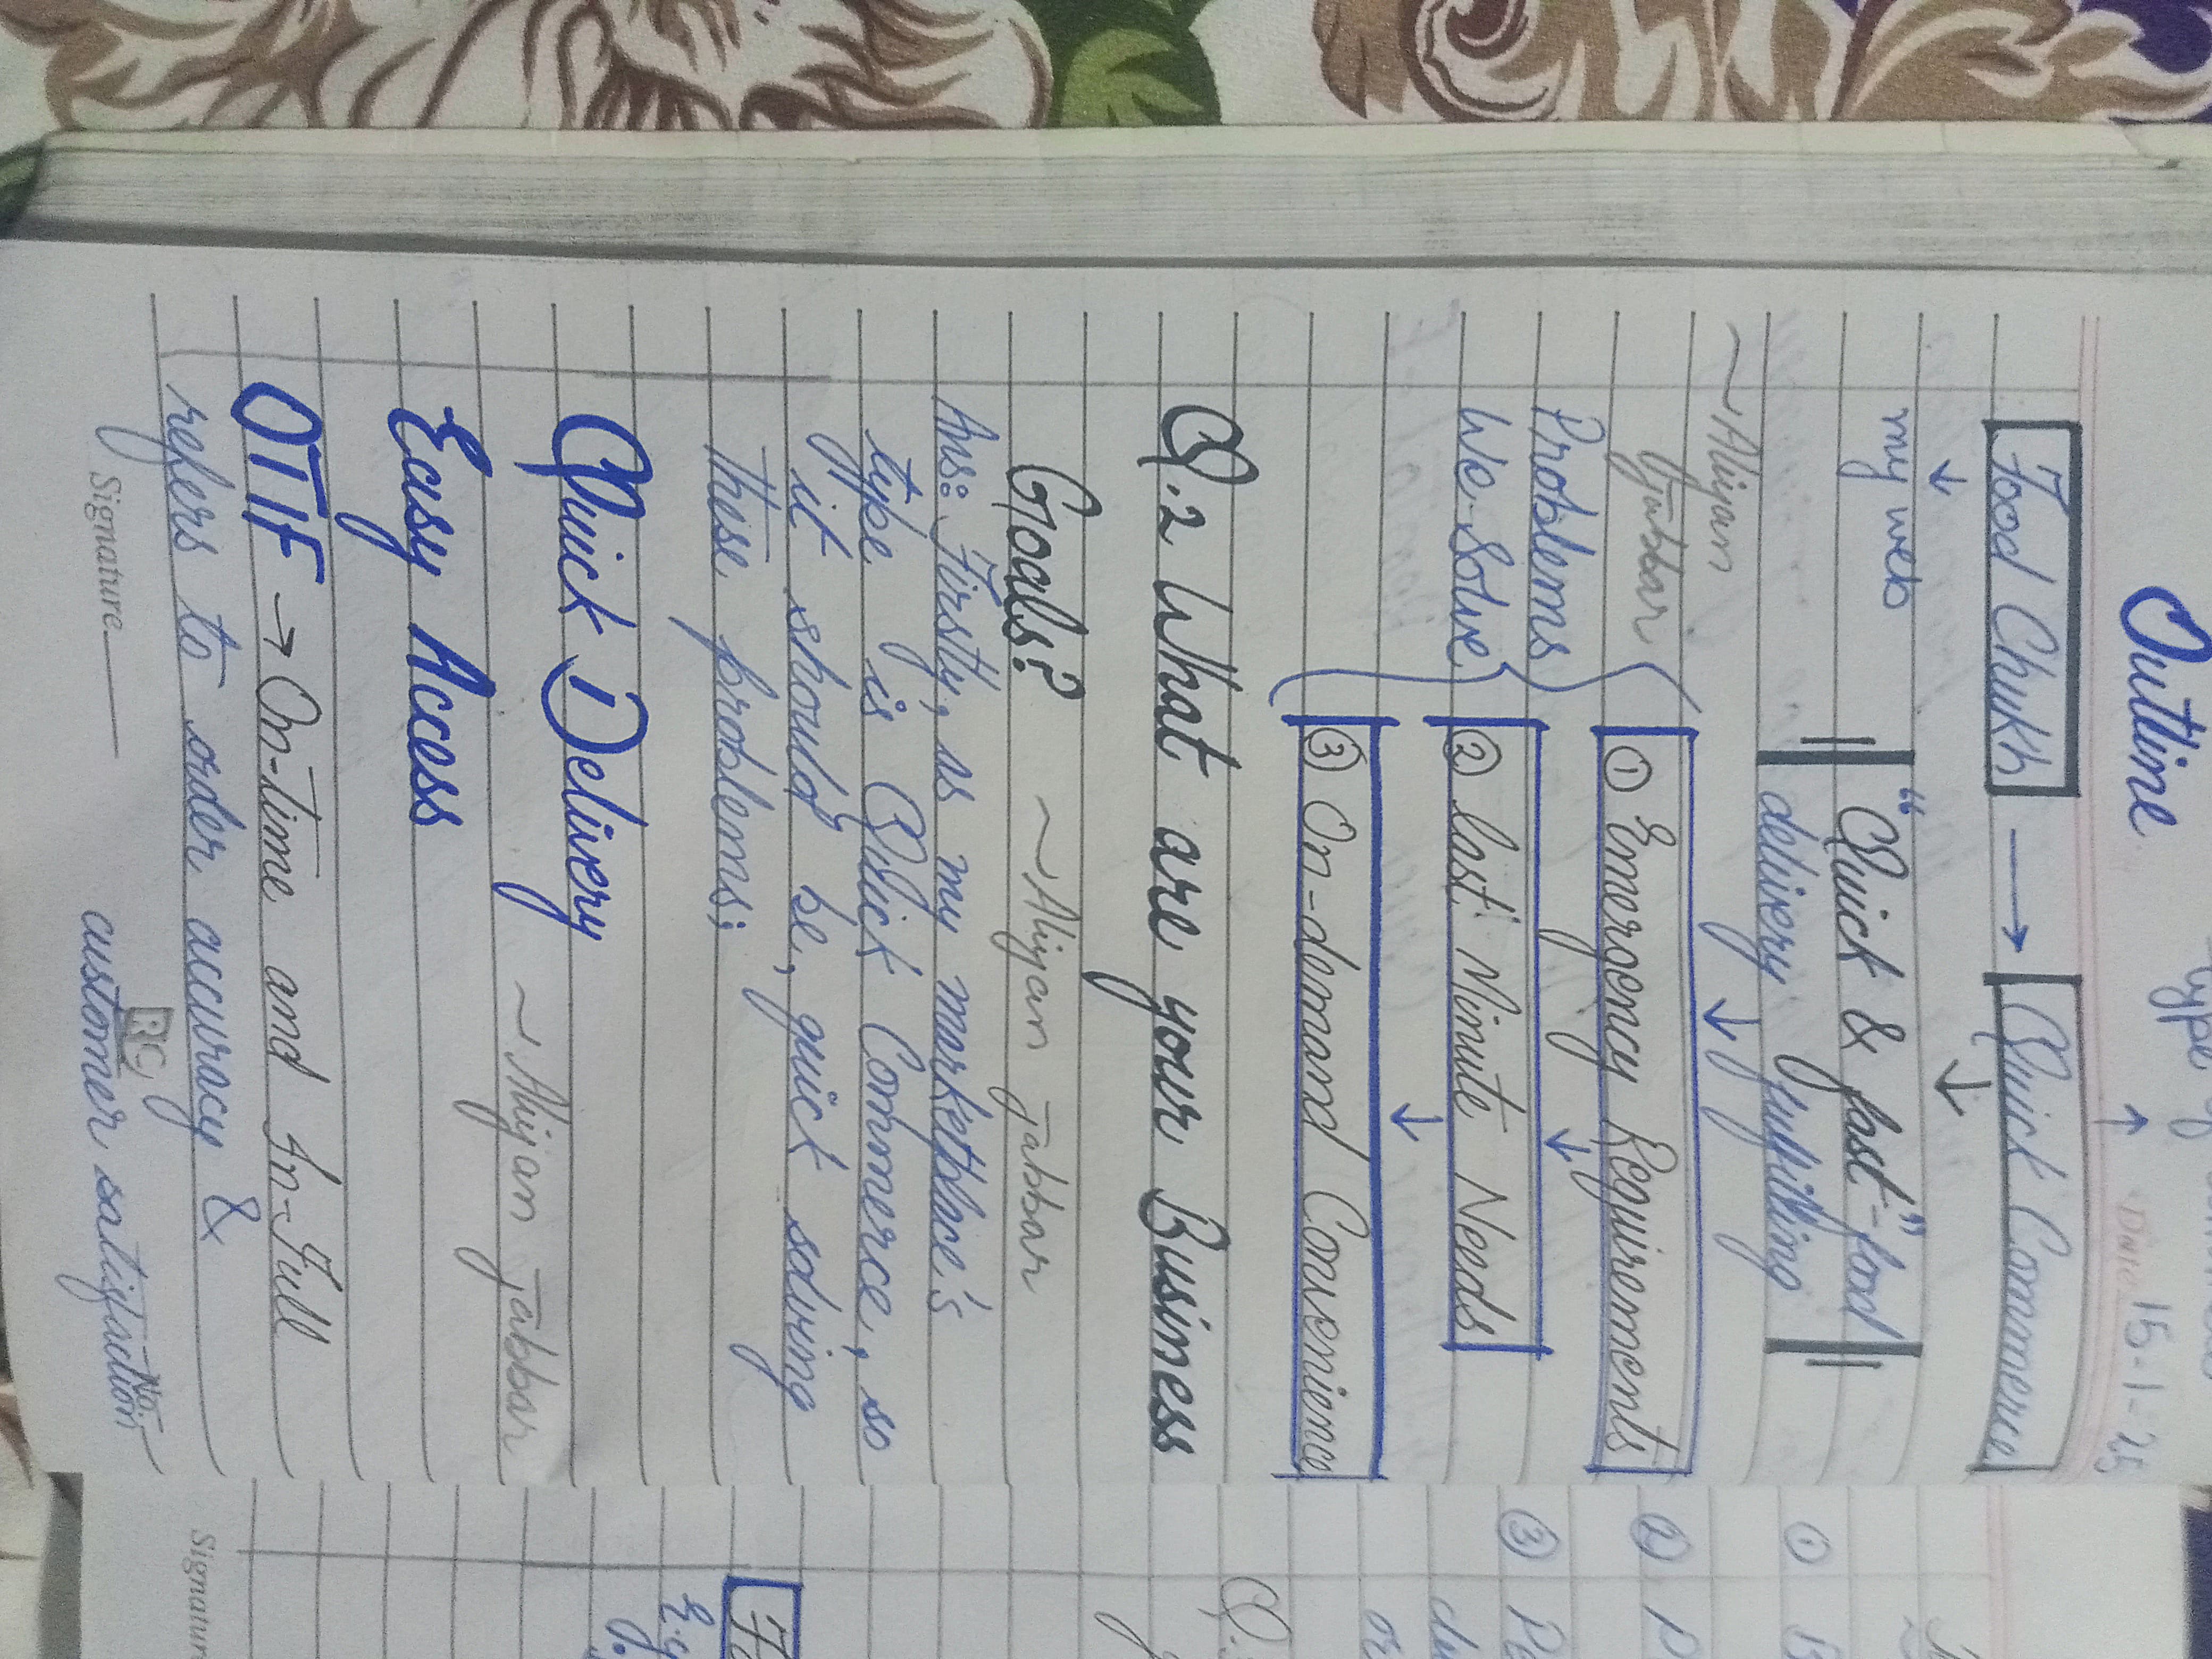 Outline
type of
Date 15-1-25
Food Chukh → Quick Commerce
my web
"Quick & fast"-food
delivery fulfilling
~Aliyan
Jabbar
① Emergency Requirements
Problems
We Solve
② last Minute Needs
③ On-demand Convenience
Q.2 What are your Business
Goals? ~Aliyan Jabbar
Ans: Firstly, as my marketplace's
type is Quick Commerce, so
it should be, quick solving
these problems;
Quick Delivery
~Aliyan Jabbar
Easy Access
OTIF → On-time and In-Full
refers to order accuracy &
customer satisfaction
RC
No.
Signature
①
②
③
Signature